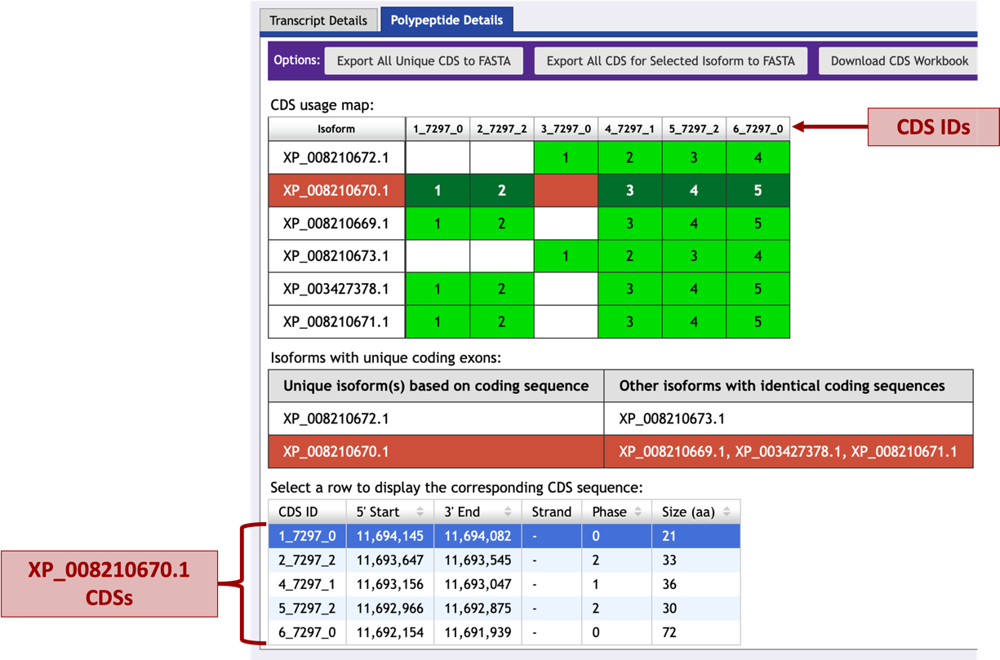 Transcript Details Polypeptide Details
Options: Export All Unique CDS to FASTA Export All CDS for Selected Isoform to FASTA Download CDS Workbook
CDS usage map:
Isoform 1_7297_0 2_7297_2 3_7297_0 4_7297_1 5_7297_2 6_7297_0
CDS IDs
XP_008210672.1 1 2 3 4
XP_008210670.1 1 2 3 4 5
XP_008210669.1 1 2 3 4 5
XP_008210673.1 1 2 3 4
XP_003427378.1 1 2 3 4 5
XP_008210671.1 1 2 3 4 5
Isoforms with unique coding exons:
Unique isoform(s) based on coding sequence Other isoforms with identical coding sequences
XP_008210672.1 XP_008210673.1
XP_008210670.1 XP_008210669.1, XP_003427378.1, XP_008210671.1
Select a row to display the corresponding CDS sequence:
CDS ID 5' Start 3' End Strand Phase Size (aa)
1_7297_0 11,694,145 11,694,082 - 0 21
2_7297_2 11,693,647 11,693,545 - 2 33
4_7297_1 11,693,156 11,693,047 - 1 36
5_7297_2 11,692,966 11,692,875 - 2 30
6_7297_0 11,692,154 11,691,939 - 0 72
XP_008210670.1
CDSs